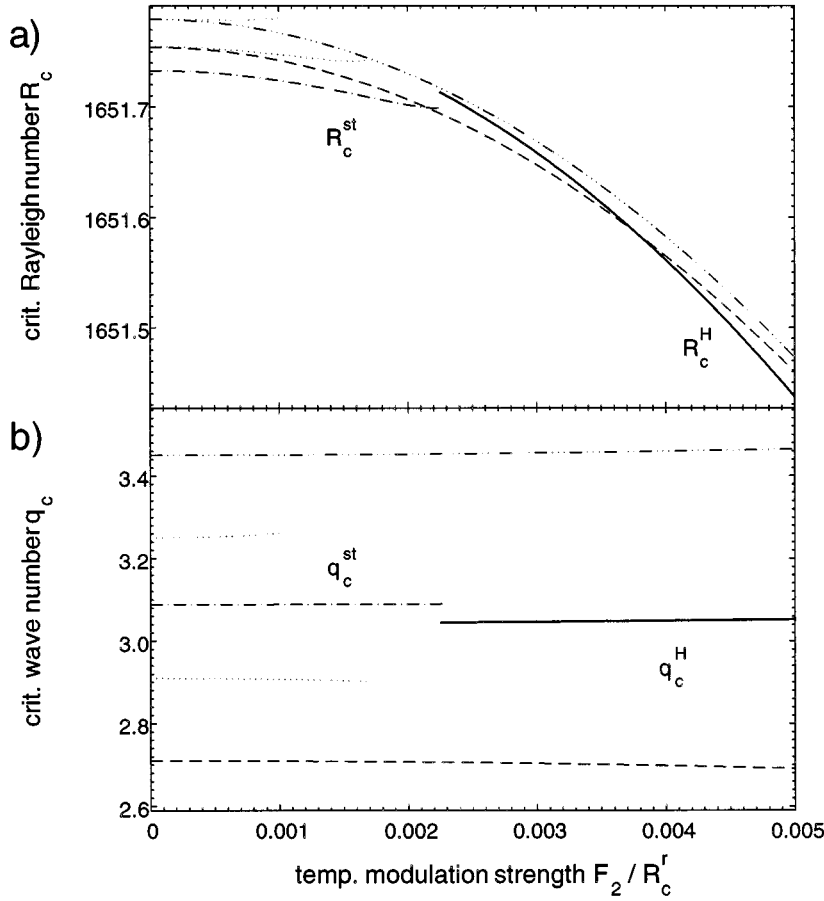 a)
crit. Rayleigh number R_c
1651.7
1651.6
1651.5
R_c^st
R_c^H
b)
crit. wave number q_c
3.4
3.2
3.0
2.8
2.6
q_c^st
q_c^H
0 0.001 0.002 0.003 0.004 0.005
temp. modulation strength F_2 / R_c^r